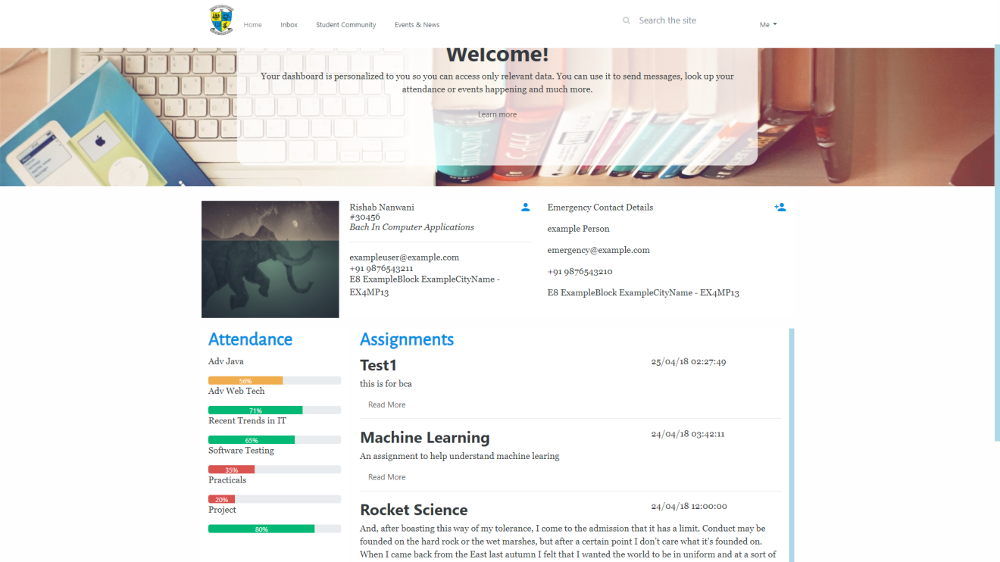 Home
Inbox
Student Community
Events & News
Search the site
Me
Welcome!
Your dashboard is personalized to you so you can access only relevant data. You can use it to send messages, look up your
attendance or events happening and much more.
Learn more
Rishab Nanwani
#30456
Bach In Computer Applications
exampleuser@example.com
+91 9876543211
E8 ExampleBlock ExampleCityName -
EX4MP13
Emergency Contact Details
example Person
emergency@example.com
+91 9876543210
E8 ExampleBlock ExampleCityName - EX4MP13
Attendance
Adv Java
56%
Adv Web Tech
71%
Recent Trends in IT
65%
Software Testing
35%
Practicals
20%
Project
80%
Assignments
Test1
25/04/18 02:27:49
this is for bca
Read More
Machine Learning
24/04/18 03:42:11
An assignment to help understand machine learing
Read More
Rocket Science
24/04/18 12:00:00
And, after boasting this way of my tolerance, I come to the admission that it has a limit. Conduct may be
founded on the hard rock or the wet marshes, but after a certain point I don't care what it's founded on.
When I came back from the East last autumn I felt that I wanted the world to be in uniform and at a sort of